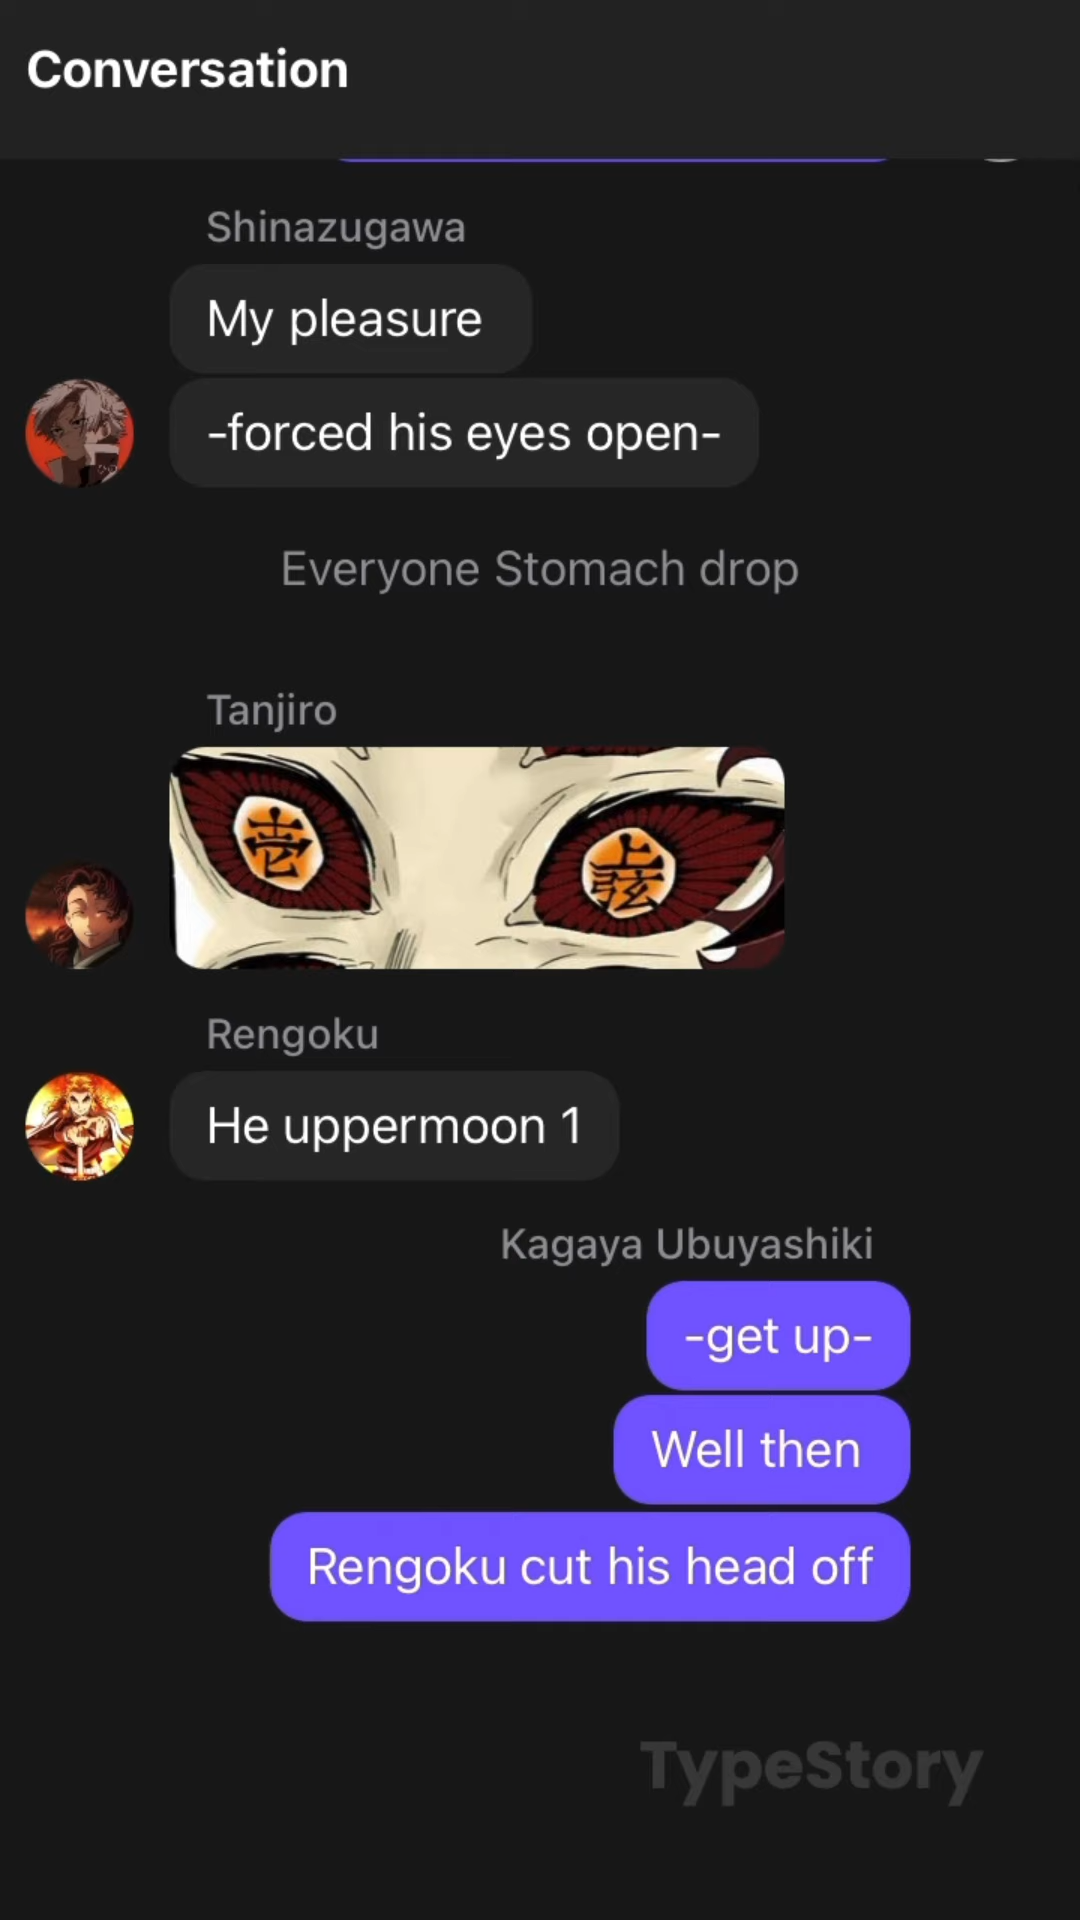 Conversation
Shinazugawa
My pleasure
-forced his eyes open-
Everyone Stomach drop
Tanjiro
壱
上弦
Rengoku
He uppermoon 1
Kagaya Ubuyashiki
-get up-
Well then
Rengoku cut his head off
TypeStory